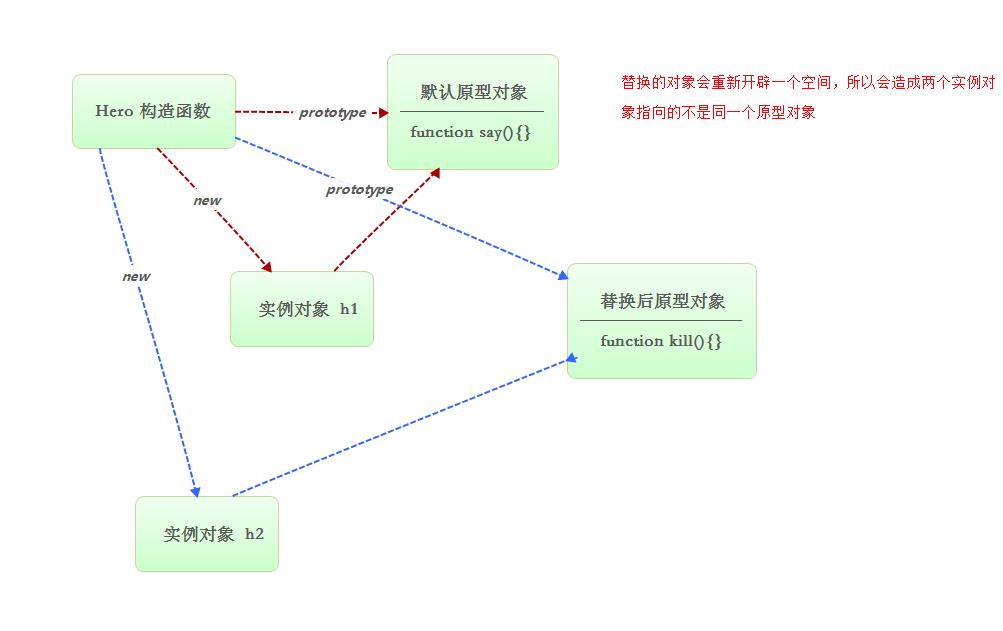 Hero 构造函数
prototype
默认原型对象
function say(){}
替换的对象会重新开辟一个空间，所以会造成两个实例对
象指向的不是同一个原型对象
new
prototype
new
实例对象 h1
替换后原型对象
function kill(){}
实例对象 h2